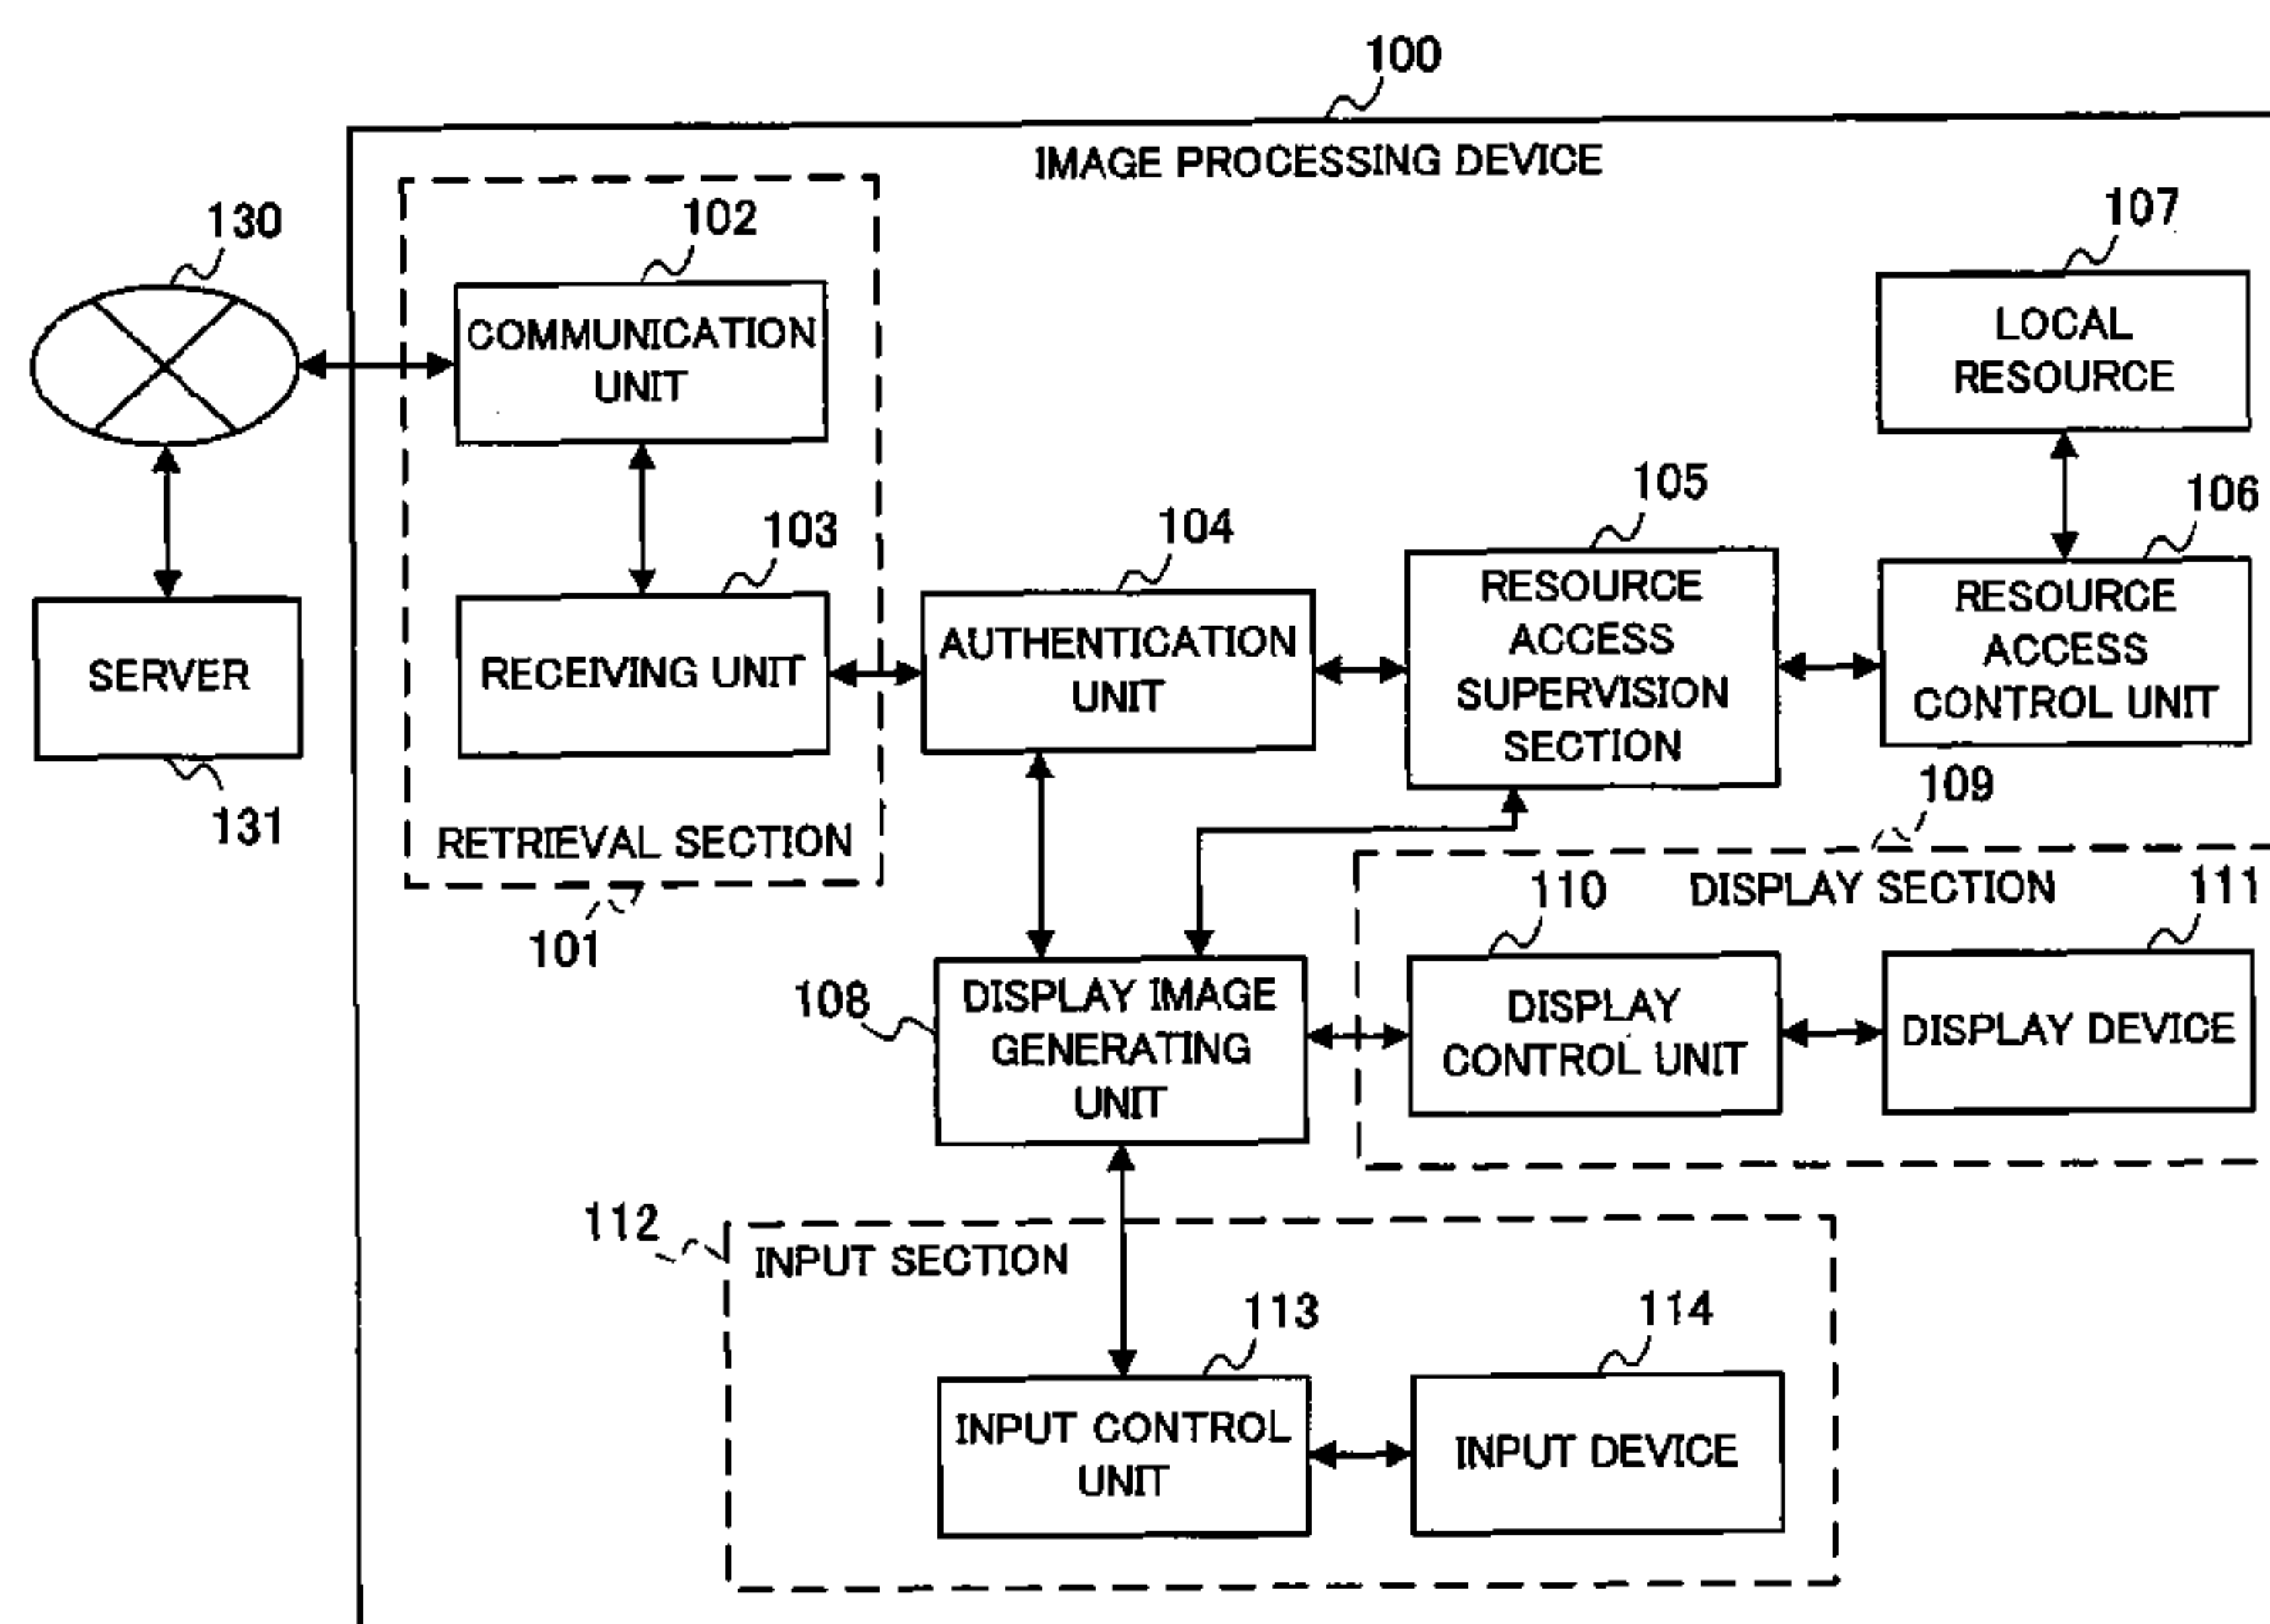 100
IMAGE PROCESSING DEVICE
130
102
107
COMMUNICATION
UNIT
LOCAL
RESOURCE
103
104
105
106
SERVER
131
RECEIVING UNIT
AUTHENTICATION
UNIT
RESOURCE
ACCESS
SUPERVISION
SECTION
RESOURCE
ACCESS
CONTROL UNIT
RETRIEVAL SECTION
101
109
DISPLAY SECTION
108
110
111
DISPLAY IMAGE
GENERATING
UNIT
DISPLAY
CONTROL UNIT
DISPLAY DEVICE
112
INPUT SECTION
113
114
INPUT CONTROL
UNIT
INPUT DEVICE